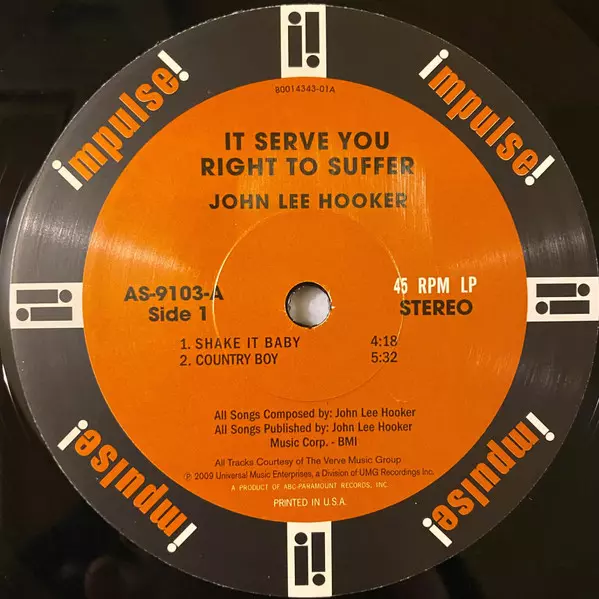 B0014343-01A
impulse!
impulse!
i!
IT SERVE YOU
RIGHT TO SUFFER
JOHN LEE HOOKER
AS-9103-A
Side 1
45 RPM LP
STEREO
i!
i!
1. SHAKE IT BABY 4:18
2. COUNTRY BOY 5:32
All Songs Composed by: John Lee Hooker
All Songs Published by: John Lee Hooker
Music Corp. - BMI
All Tracks Courtesy of The Verve Music Group
℗ 2009 Universal Music Enterprises, a Division of UMG Recordings Inc.
A PRODUCT OF ABC-PARAMOUNT RECORDS, INC.
PRINTED IN U.S.A.
impulse!
impulse!
i!